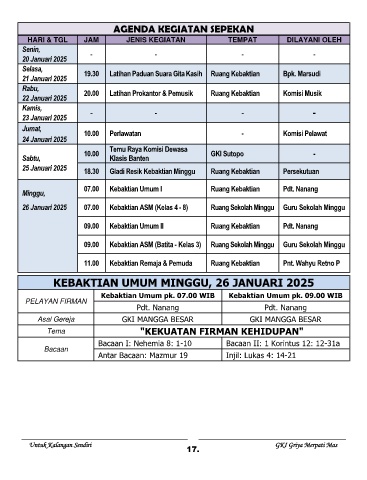 AGENDA KEGIATAN SEPEKAN
HARI & TGL JAM JENIS KEGIATAN TEMPAT DILAYANI OLEH
Senin,
20 Januari 2025 - - - -
Selasa,
21 Januari 2025 19.30 Latihan Paduan Suara Gita Kasih Ruang Kebaktian Bpk. Marsudi
Rabu,
22 Januari 2025 20.00 Latihan Prokantor & Pemusik Ruang Kebaktian Komisi Musik
Kamis,
23 Januari 2025 - - - -
Jumat,
24 Januari 2025 10.00 Perlawatan - Komisi Pelawat
Sabtu,
25 Januari 2025
10.00 Temu Raya Komisi Dewasa
Klasis Banten GKI Sutopo -
18.30 Gladi Resik Kebaktian Minggu Ruang Kebaktian Persekutuan
Minggu,
26 Januari 2025
07.00 Kebaktian Umum I Ruang Kebaktian Pdt. Nanang
07.00 Kebaktian ASM (Kelas 4 - 8) Ruang Sekolah Minggu Guru Sekolah Minggu
09.00 Kebaktian Umum II Ruang Kebaktian Pdt. Nanang
09.00 Kebaktian ASM (Batita - Kelas 3) Ruang Sekolah Minggu Guru Sekolah Minggu
11.00 Kebaktian Remaja & Pemuda Ruang Kebaktian Pnt. Wahyu Retno P
KEBAKTIAN UMUM MINGGU, 26 JANUARI 2025
PELAYAN FIRMAN
Kebaktian Umum pk. 07.00 WIB Kebaktian Umum pk. 09.00 WIB
Pdt. Nanang Pdt. Nanang
Asal Gereja GKI MANGGA BESAR GKI MANGGA BESAR
Tema "KEKUATAN FIRMAN KEHIDUPAN"
Bacaan
Bacaan I: Nehemia 8: 1-10 Bacaan II: 1 Korintus 12: 12-31a
Antar Bacaan: Mazmur 19 Injil: Lukas 4: 14-21
Untuk Kalangan Sendiri 17. GKI Griya Merpati Mas